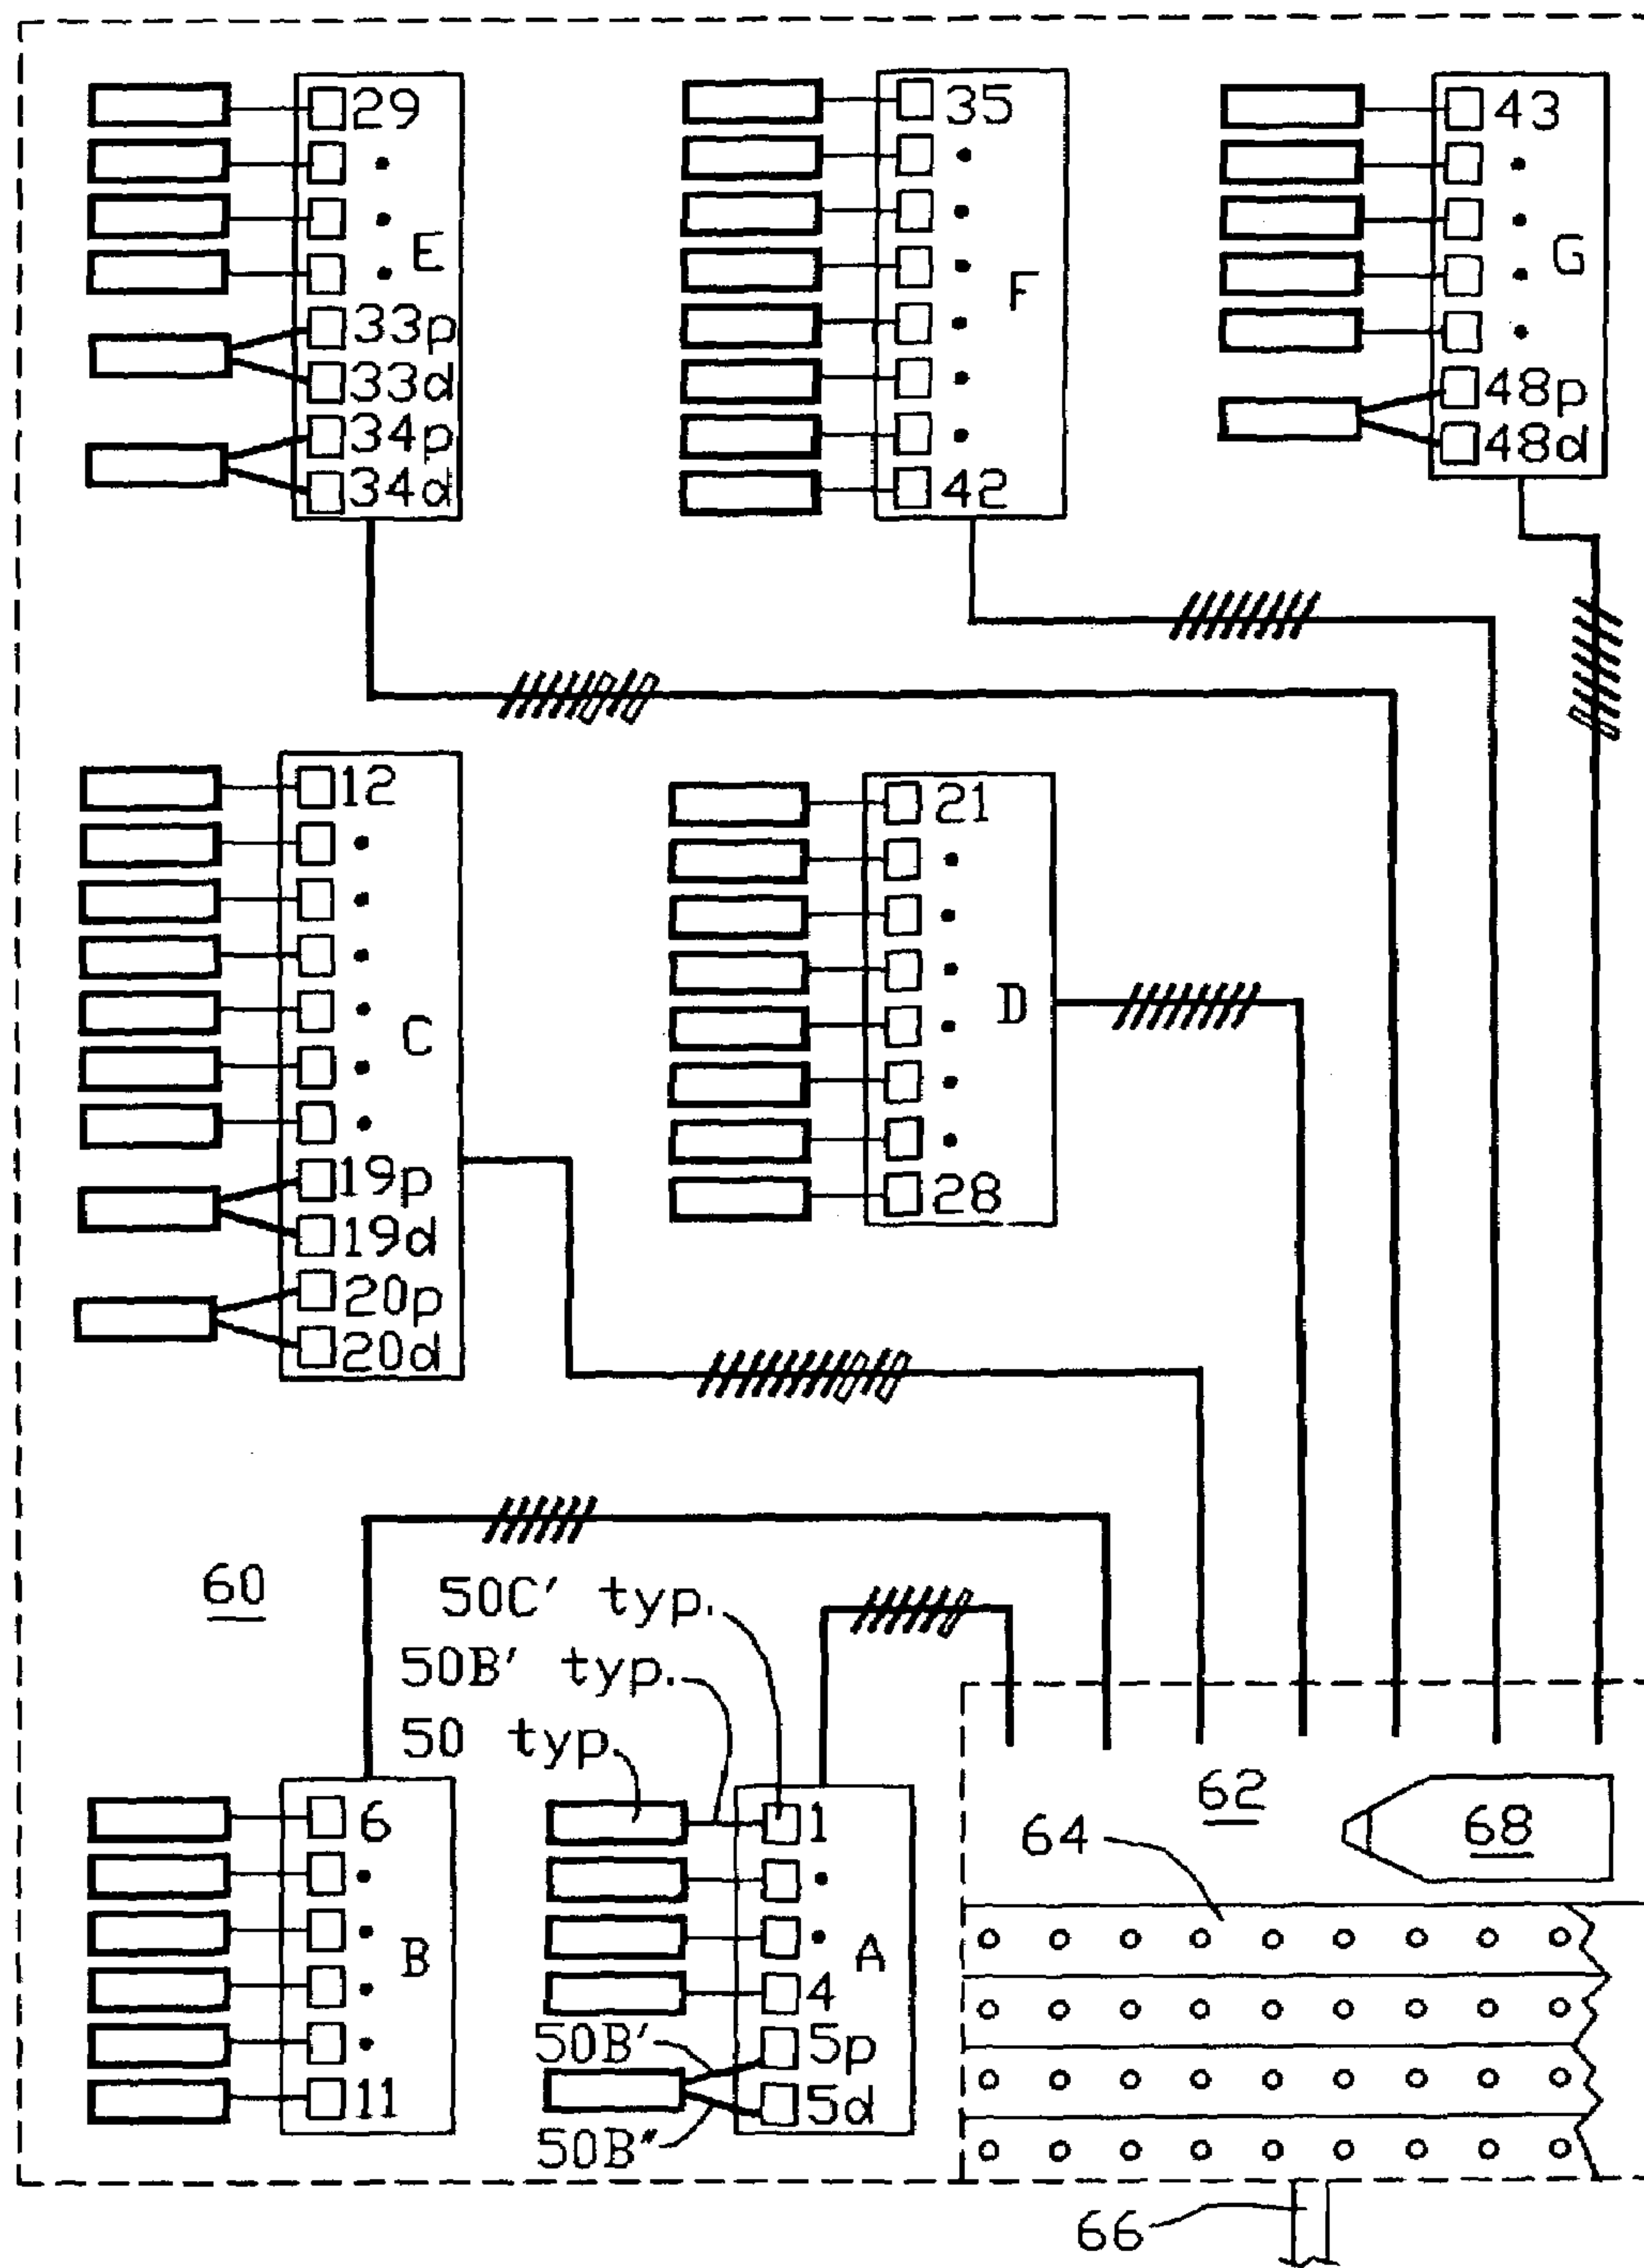 29
E
33p
33d
34p
34d
35
F
42
43
G
48p
48d
12
C
19p
19d
20p
20d
21
D
28
60
50C' typ.
50B' typ.
50 typ.
6
B
11
1
A
4
5p
5d
50B'
50B"
62
64
68
66